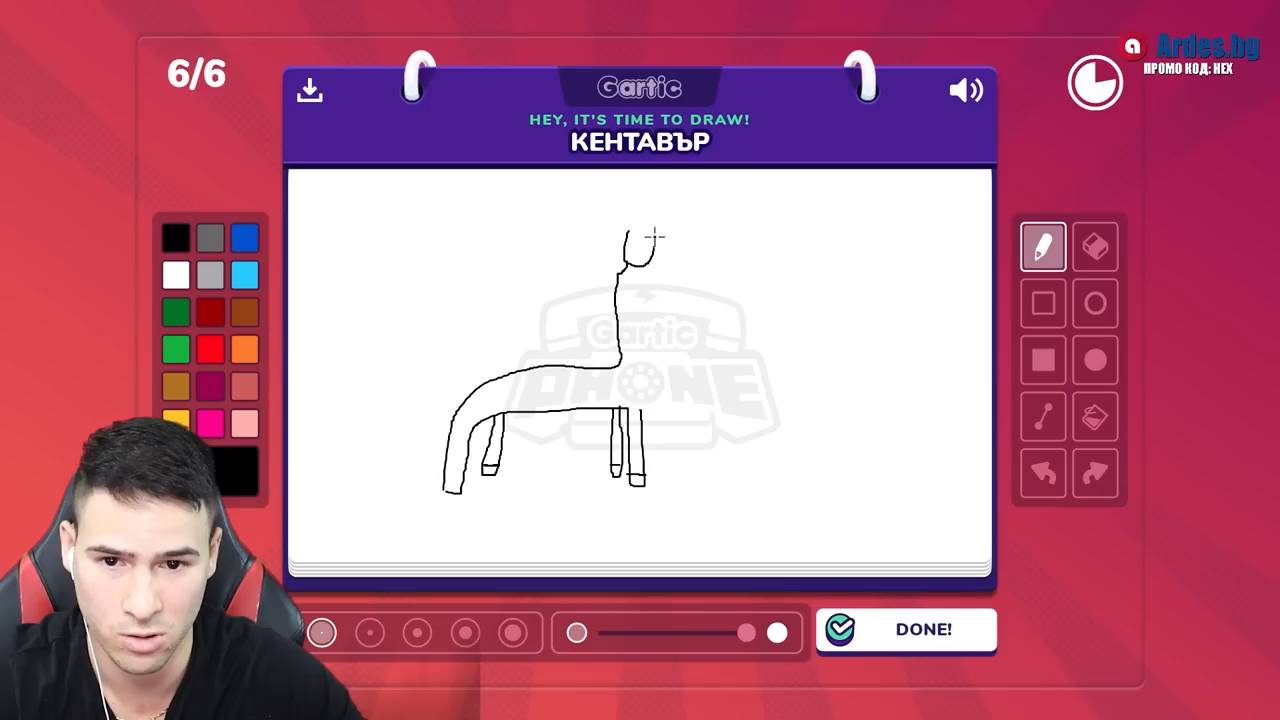 6/6
Gartic
HEY, IT'S TIME TO DRAW!
КЕНТАВЪР
a Ardes.bg
ПРОМО КОД: HEX
Gartic
PHONE
DONE!